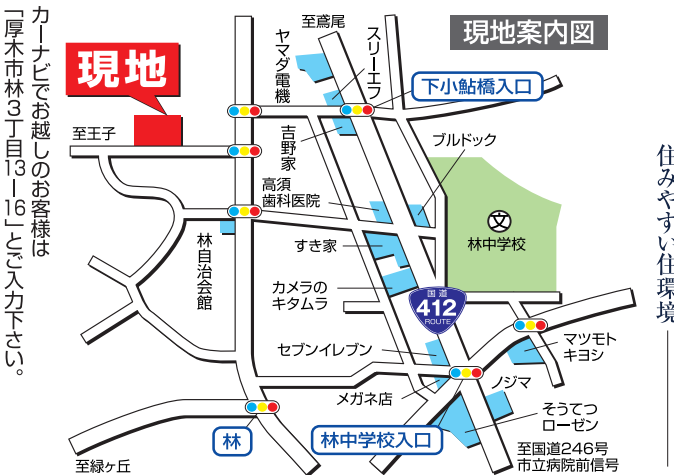 現地案内図
カーナビでお越しのお客様は
「厚木市林3丁目13−16」とご入力下さい。
現地
至王子
ヤマダ電機
至鳶尾
スリーエフ
下小鮎橋入口
吉野家
ブルドック
高須
歯科医院
林中学校
すき家
林自治会館
カメラの
キタムラ
国道
412
ROUTE
セブンイレブン
マツモト
キヨシ
メガネ店
ノジマ
そうてつ
ローゼン
林
林中学校入口
至緑ヶ丘
至国道246号
市立病院前信号
住みやすい住環境